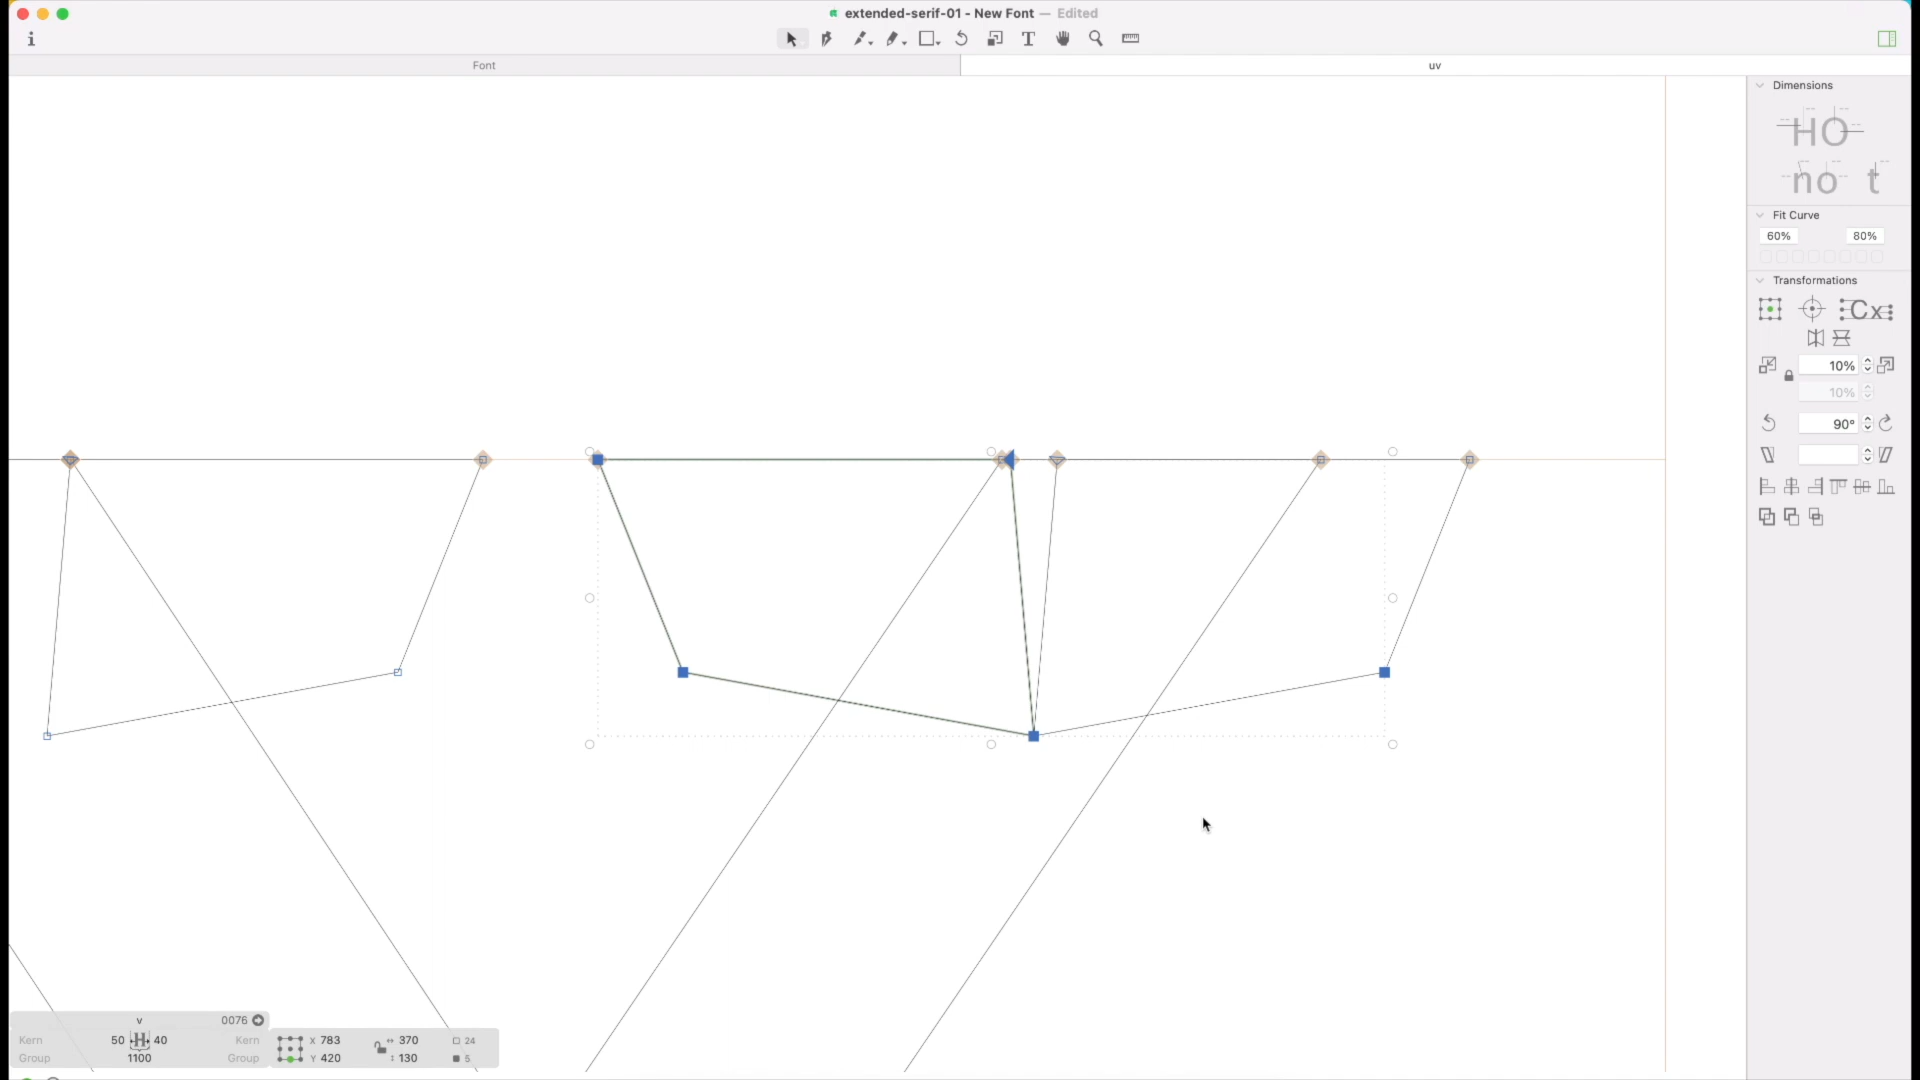 extended-serif-01 - New Font — Edited
Font
uv
Dimensions
HO
no t
Fit Curve
60% 80%
Transformations
Cx
10%
10%
90°
v 0076
Kern 50 H 40 Kern
Group 1100 Group
X 783 370 24
Y 420 130 5